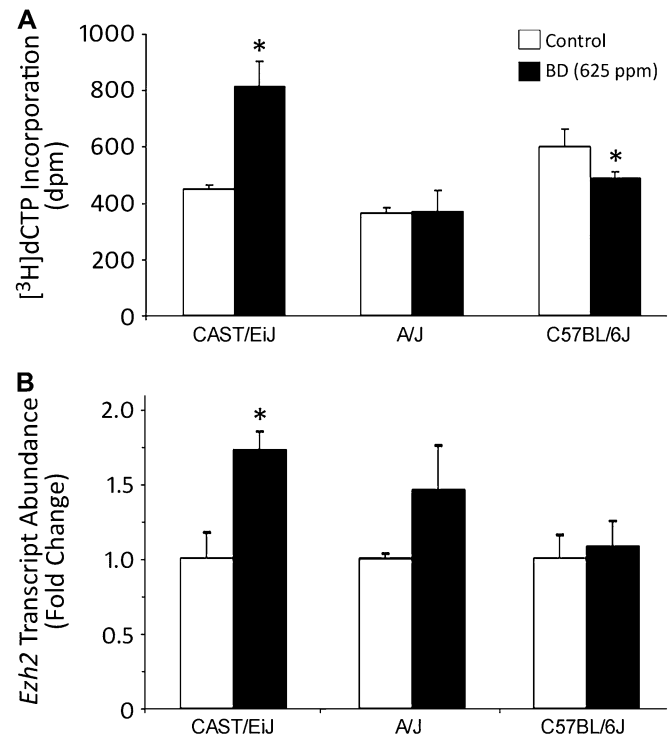 A
[³H]dCTP Incorporation
(dpm)
1000
800
600
400
200
0
*
*
Control
BD (625 ppm)
CAST/EiJ
A/J
C57BL/6J
B
Ezh2 Transcript Abundance
(Fold Change)
2.0
1.5
1.0
0.5
0
*
CAST/EiJ
A/J
C57BL/6J